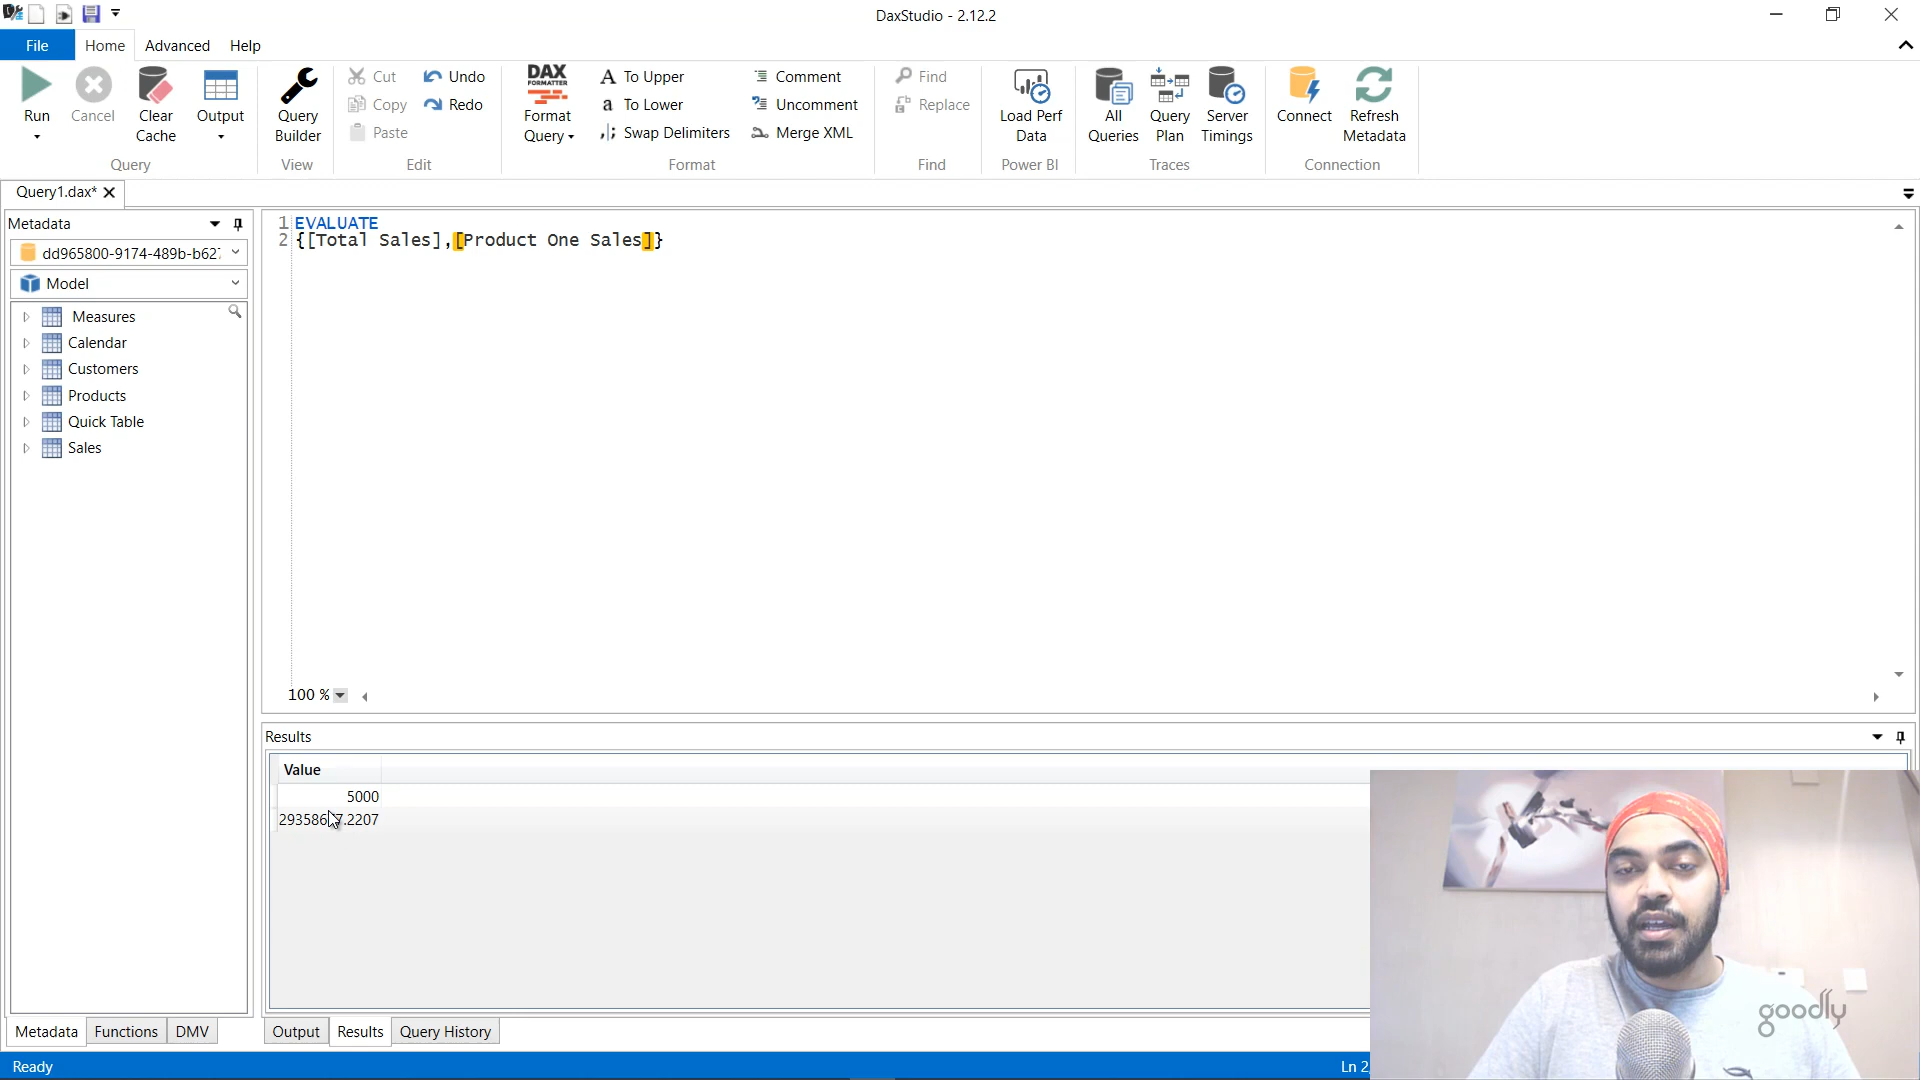 DaxStudio - 2.12.2
File
Home
Advanced
Help
Run
Cancel
Clear
Cache
Output
Query
Query
Builder
View
Cut
Copy
Paste
Undo
Redo
Edit
DAX
FORMATTER
Format
Query
A To Upper
a To Lower
Swap Delimiters
Comment
Uncomment
Merge XML
Format
Find
Replace
Find
Load Perf
Data
Power BI
All
Queries
Query
Plan
Server
Timings
Traces
Connect
Refresh
Metadata
Connection
Query1.dax*
Metadata
dd965800-9174-489b-b627
Model
Measures
Calendar
Customers
Products
Quick Table
Sales
1 EVALUATE
2 {[Total Sales],[Product One Sales]}
100 %
Results
Value
5000
Metadata
Functions
DMV
Output
Results
Query History
Ready
Ln 2
goodly